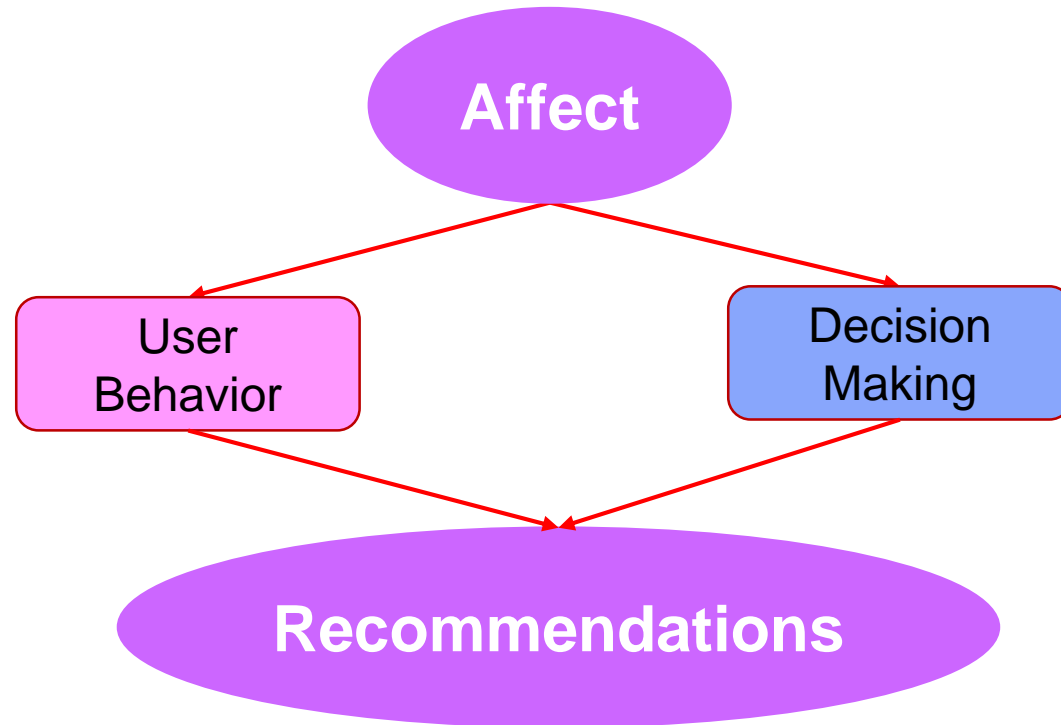 Affect
User
Behavior
Decision
Making
Recommendations